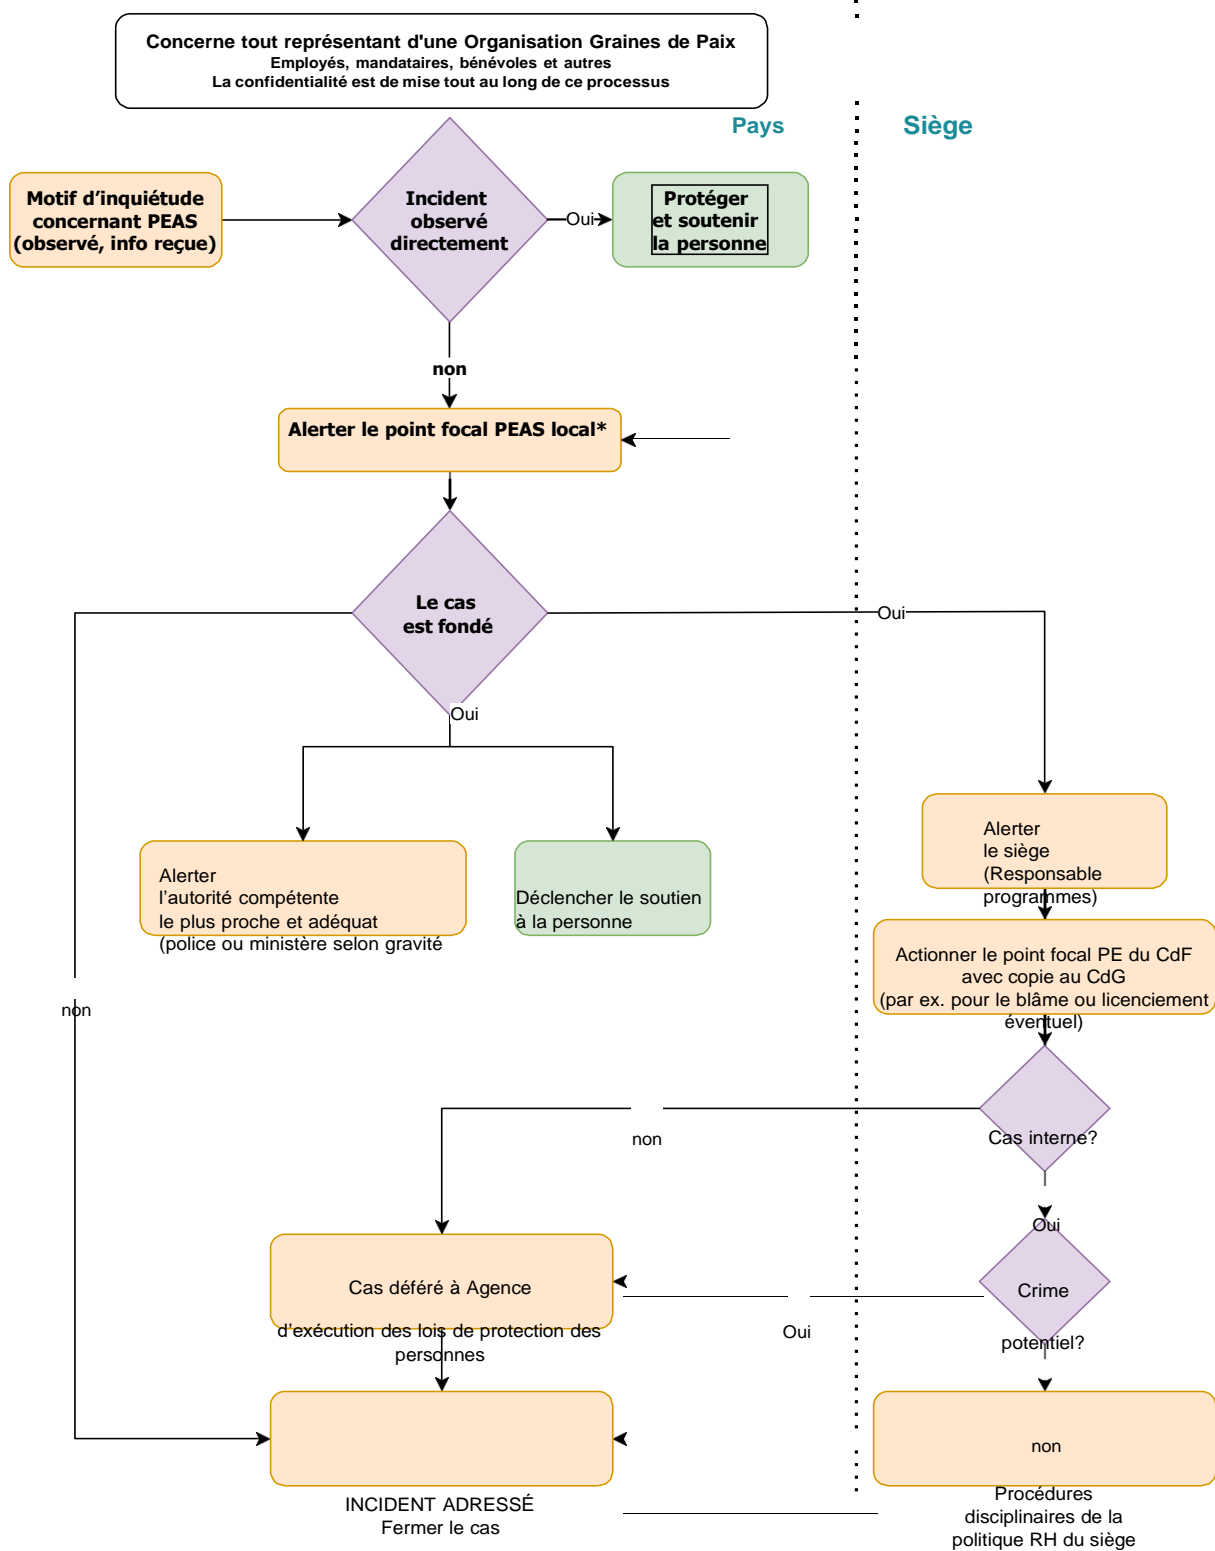 Concerne tout représentant d'une Organisation Graines de Paix
Employés, mandataires, bénévoles et autres
La confidentialité est de mise tout au long de ce processus
Pays
Siège
Motif d'inquiétude
concernant PEAS
(observé, info reçue)
Incident
observé
directement
Oui
Protéger
et soutenir
la personne
non
Alerter le point focal PEAS local*
Le cas
est fondé
Oui
Oui
Alerter
le siège
(Responsable
programmes)
Alerter
l'autorité compétente
le plus proche et adéquat
(police ou ministère selon gravité
Déclencher le soutien
à la personne
Actionner le point focal PE du CdF
avec copie au CdG
(par ex. pour le blâme ou licenciement
éventuel)
non
non
Cas interne?
Oui
Cas déféré à Agence
d'exécution des lois de protection des
personnes
Oui
Crime
potentiel?
non
INCIDENT ADRESSÉ
Fermer le cas
Procédures
disciplinaires de la
politique RH du siège